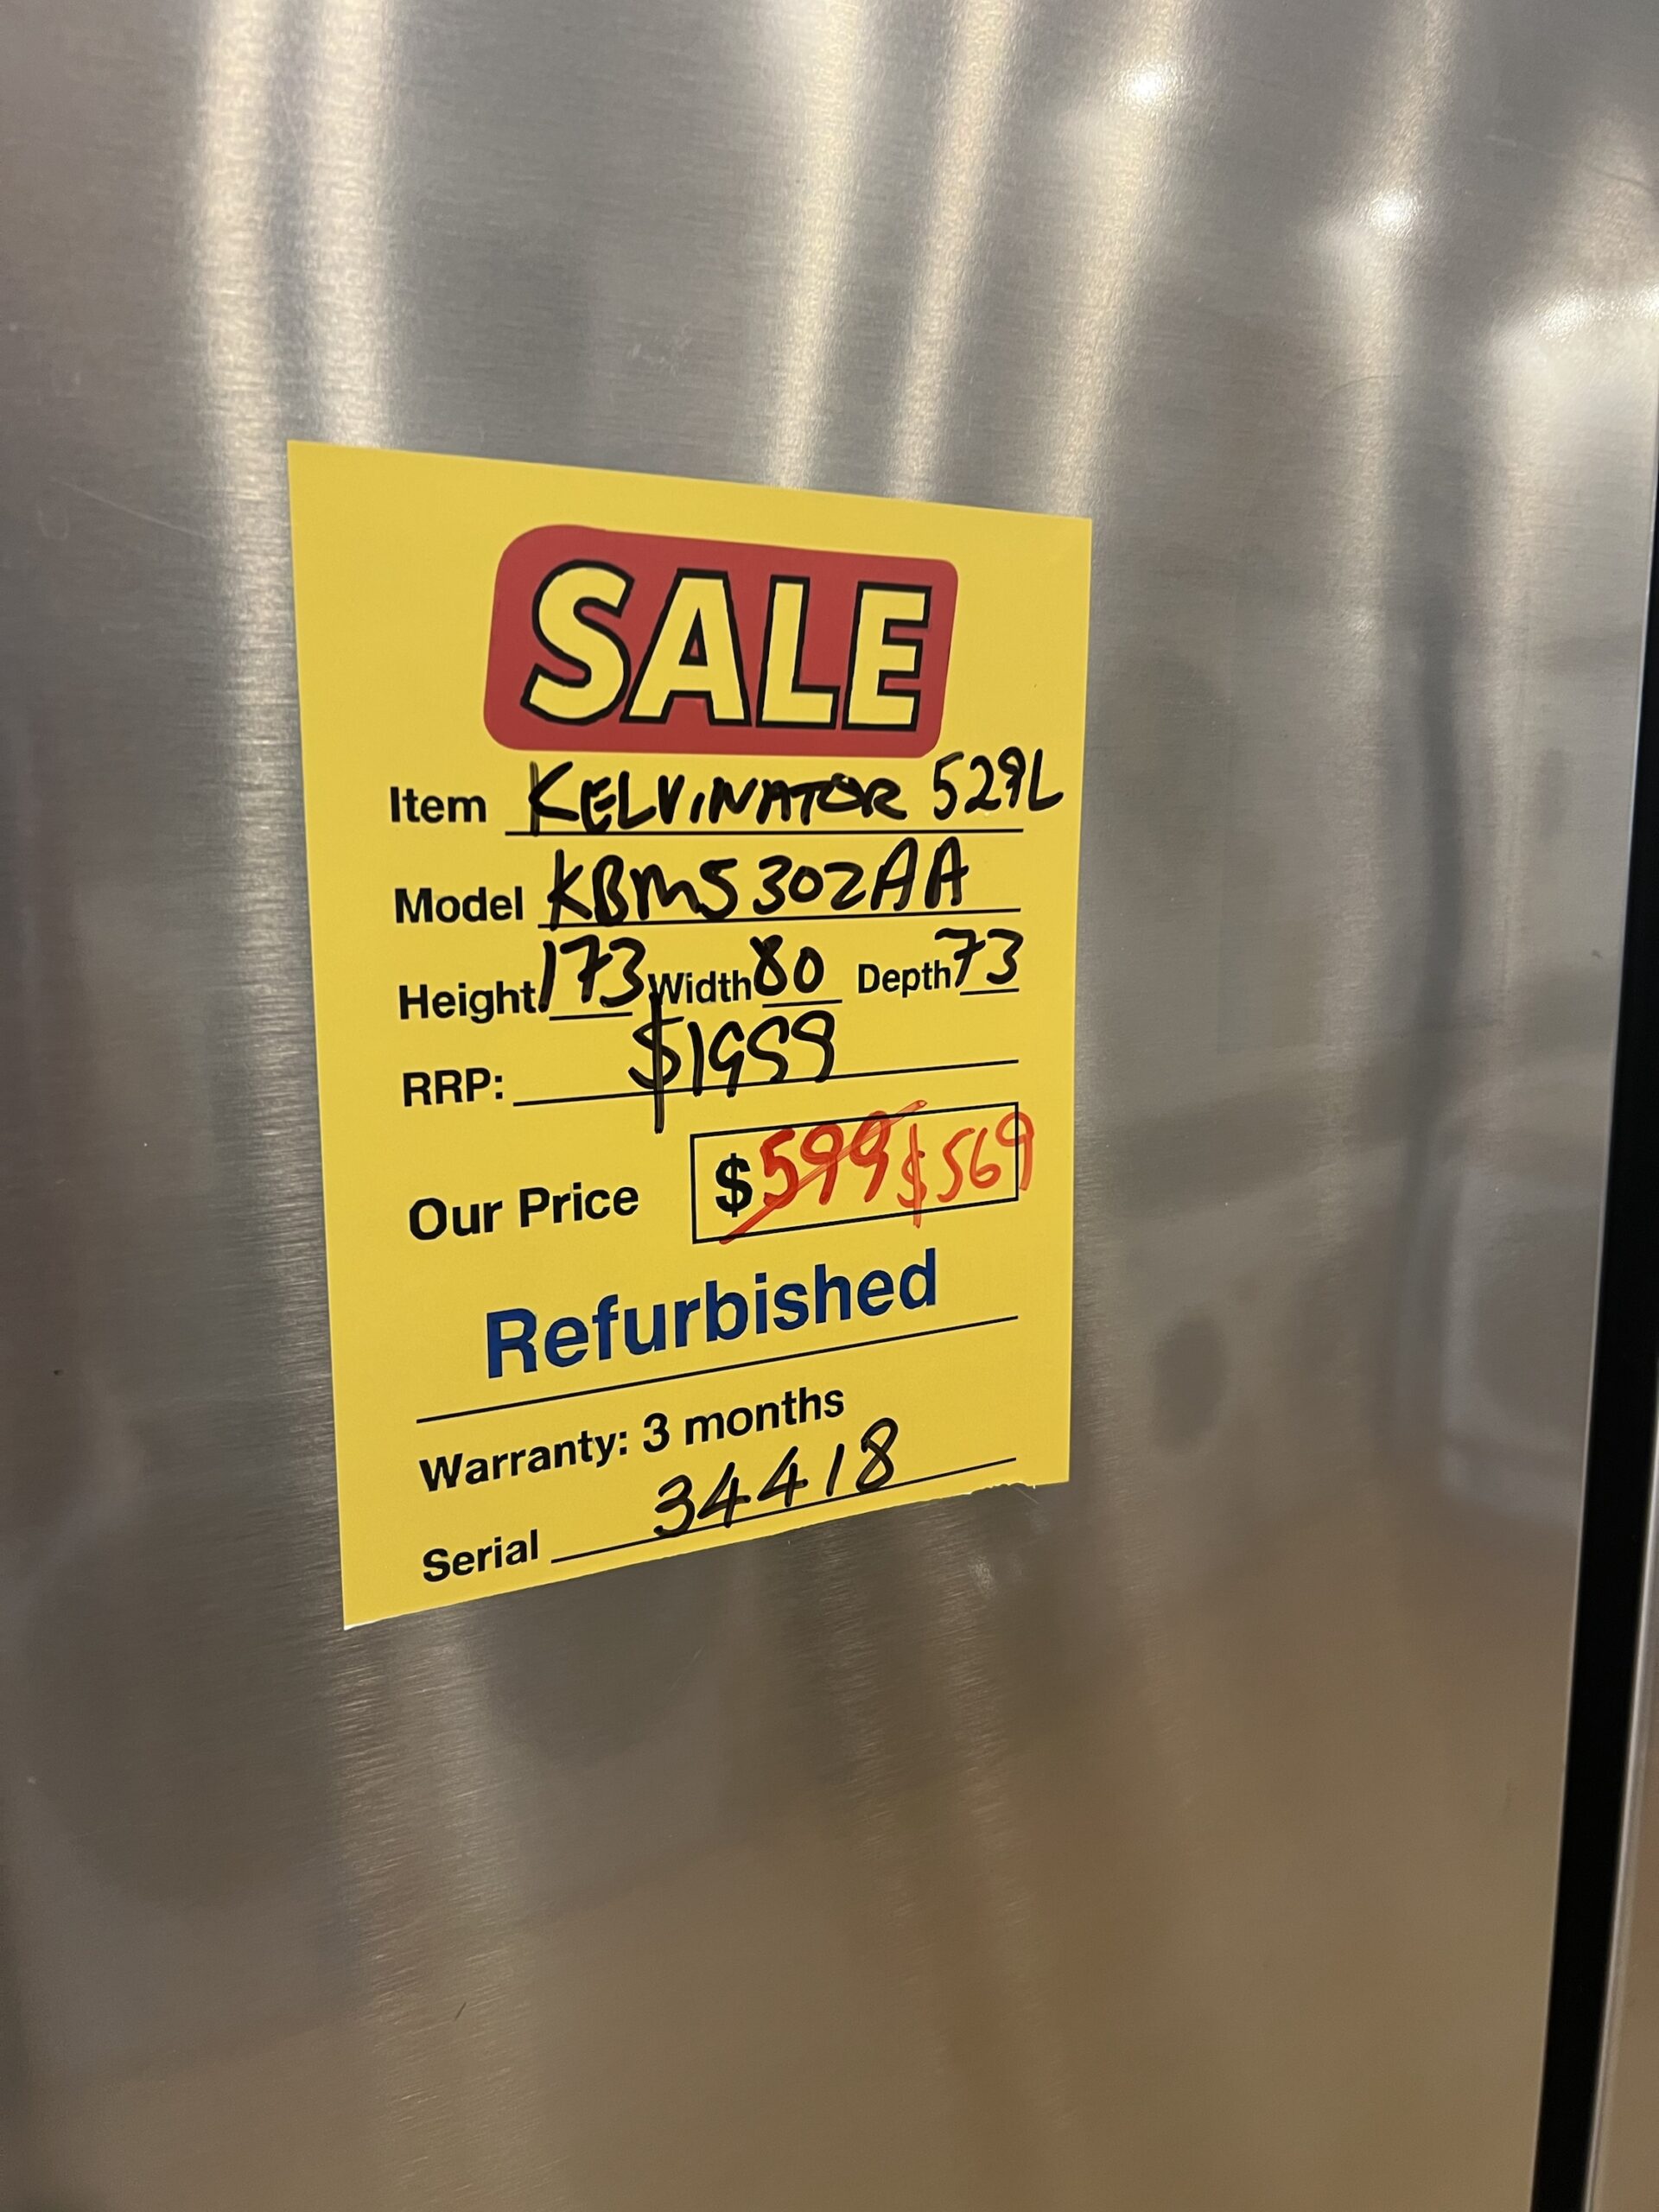 SALE
Item KELVINATOR 529L
Model KBM5302AA
Height 173 Width 80 Depth 73
RRP: $1999
Our Price $599 $569
Refurbished
Warranty: 3 months
Serial 34418